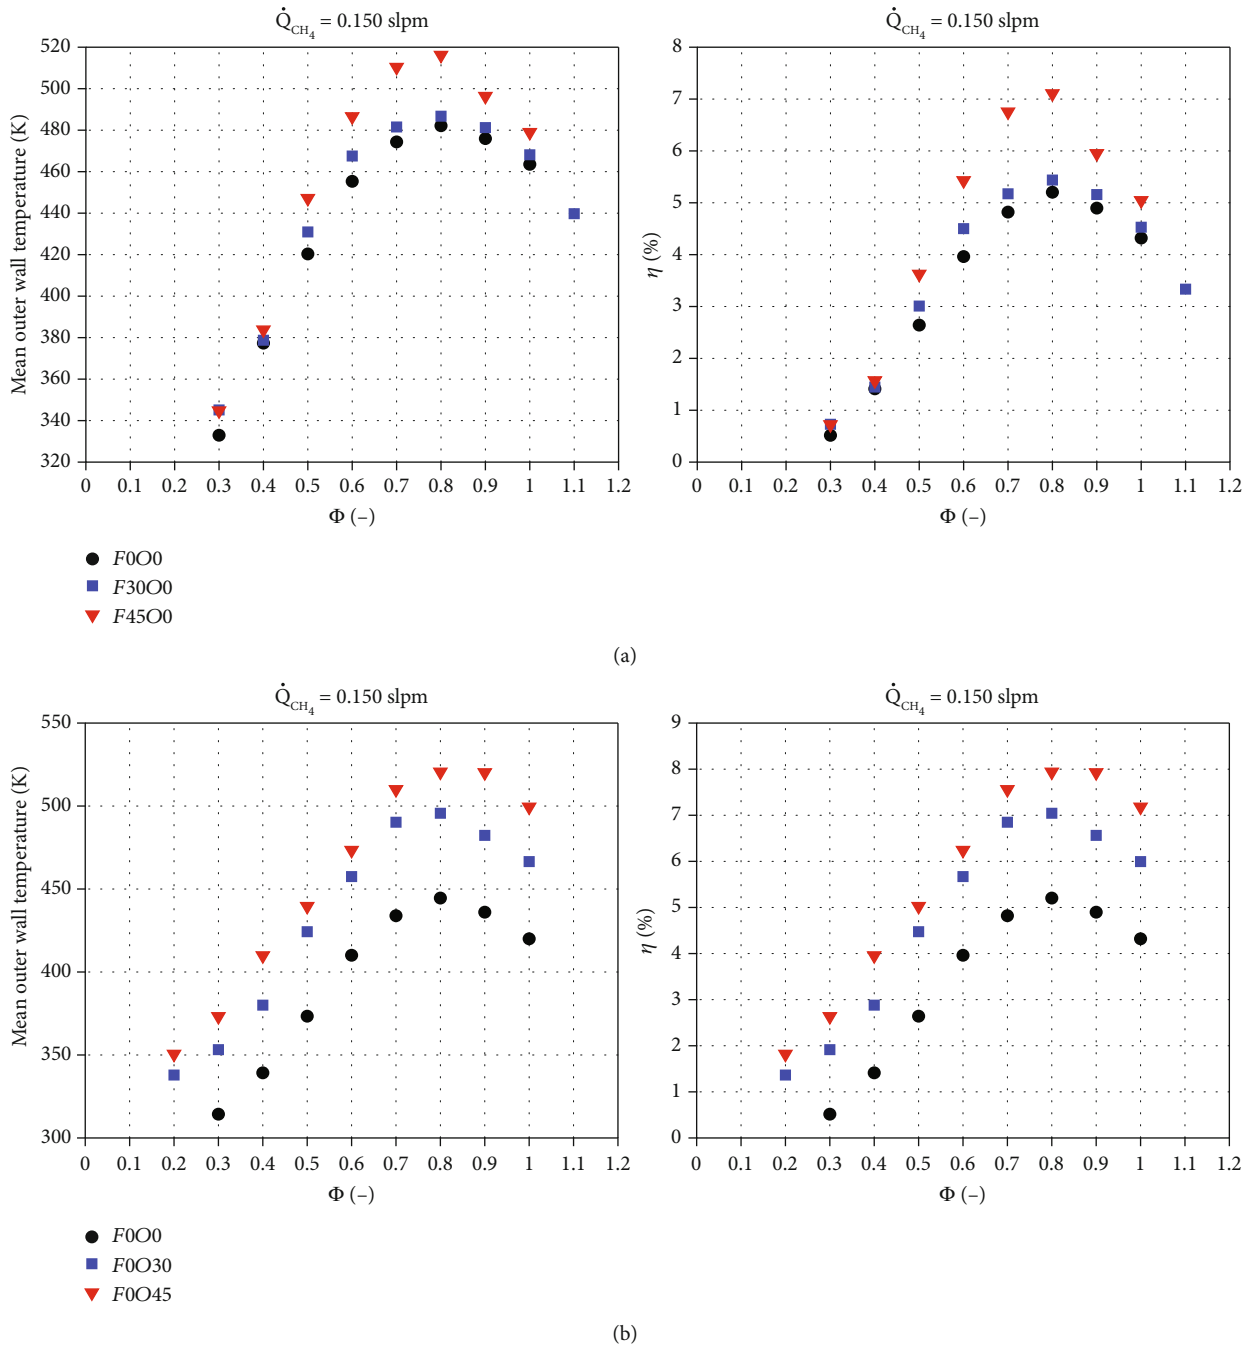 Q̇CH4 = 0.150 slpm
Mean outer wall temperature (K)
520
500
480
460
440
420
400
380
360
340
320
0 0.1 0.2 0.3 0.4 0.5 0.6 0.7 0.8 0.9 1 1.1 1.2
Φ (–)
Q̇CH4 = 0.150 slpm
η (%)
8
7
6
5
4
3
2
1
0
0 0.1 0.2 0.3 0.4 0.5 0.6 0.7 0.8 0.9 1 1.1 1.2
Φ (–)
F0O0
F30O0
F45O0
(a)
Q̇CH4 = 0.150 slpm
Mean outer wall temperature (K)
550
500
450
400
350
300
0 0.1 0.2 0.3 0.4 0.5 0.6 0.7 0.8 0.9 1 1.1 1.2
Φ (–)
Q̇CH4 = 0.150 slpm
η (%)
9
8
7
6
5
4
3
2
1
0
0 0.1 0.2 0.3 0.4 0.5 0.6 0.7 0.8 0.9 1 1.1 1.2
Φ (–)
F0O0
F0O30
F0O45
(b)